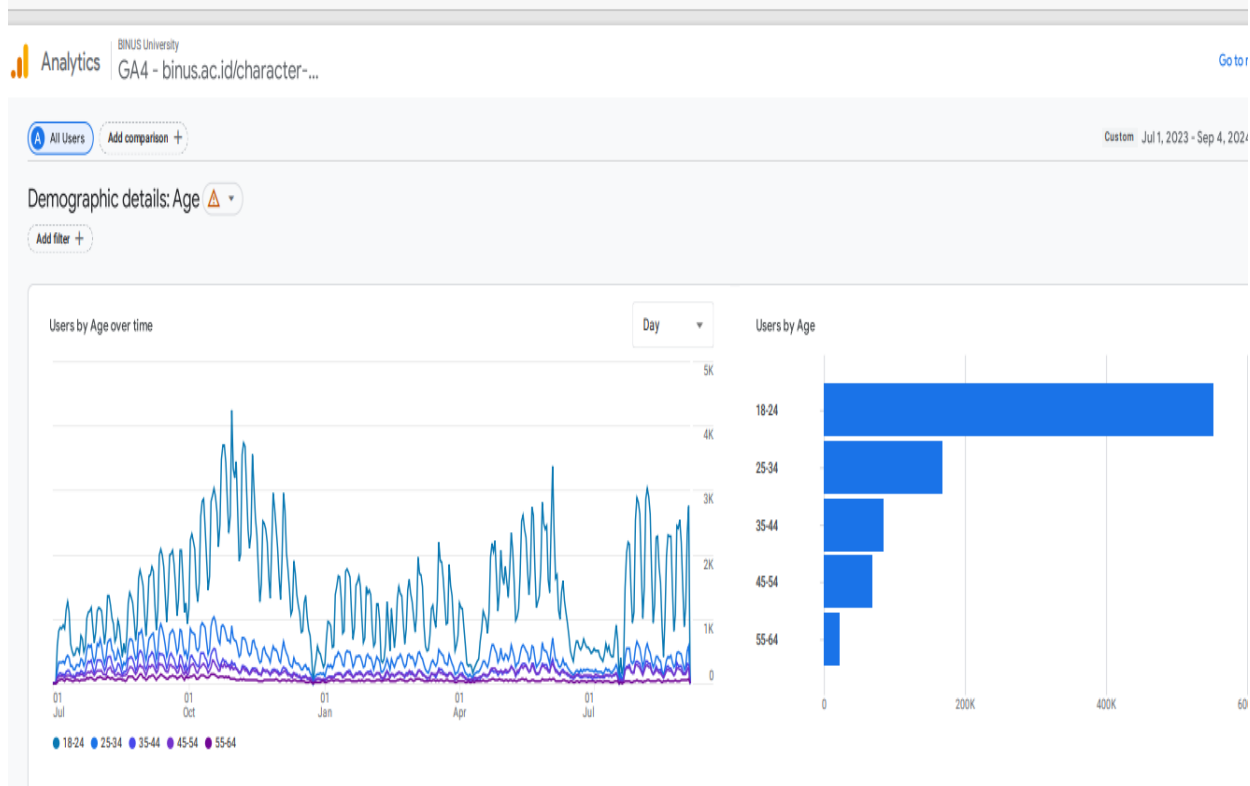 BINUS University
Analytics
GA4 - binus.ac.id/character-...
Go to
A All Users
Add comparison +
Custom Jul 1, 2023 - Sep 4, 2024
Demographic details: Age
Add filter +
Users by Age over time
Day
5K
4K
3K
2K
1K
0
01 Jul
01 Oct
01 Jan
01 Apr
01 Jul
18-24 25-34 35-44 45-54 55-64
Users by Age
18-24
25-34
35-44
45-54
55-64
0 200K 400K